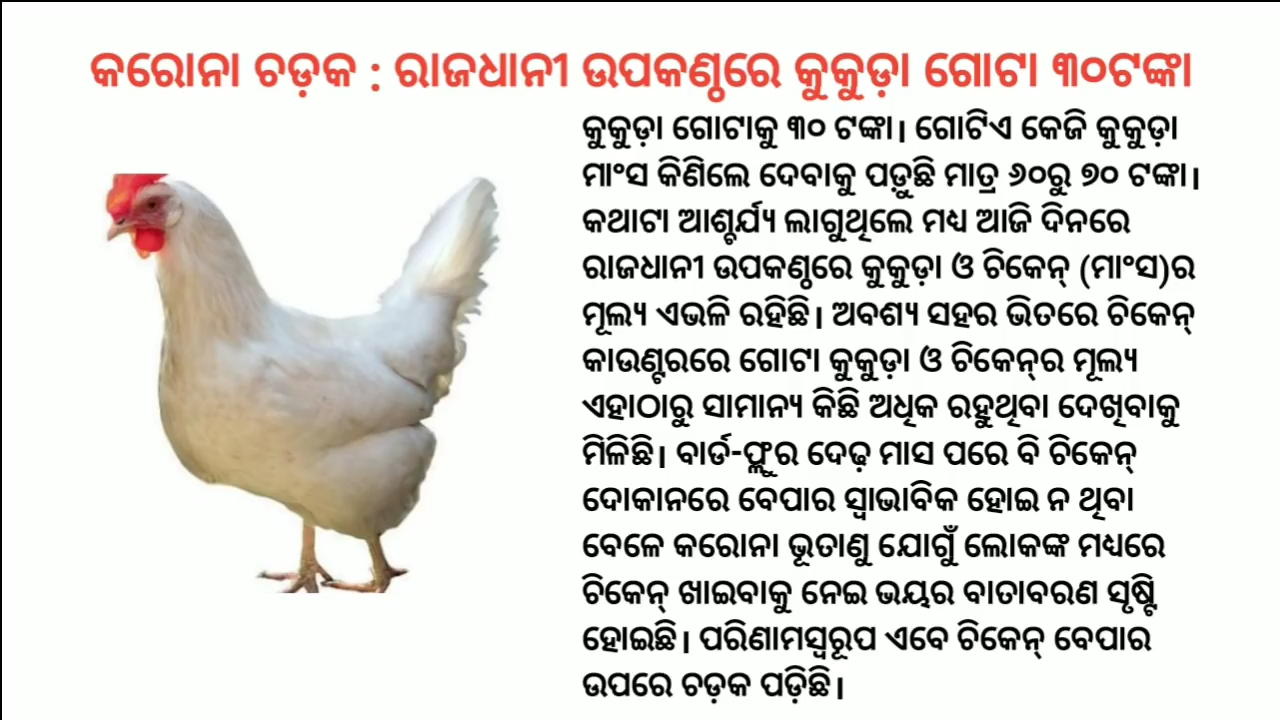 କରୋନା ଚଡ଼କ : ରାଜଧାନୀ ଉପକଣ୍ଠରେ କୁକୁଡ଼ା ଗୋଟା ୩୦ଟଙ୍କା
କୁକୁଡ଼ା ଗୋଟାକୁ ୩୦ ଟଙ୍କା। ଗୋଟିଏ କେଜି କୁକୁଡ଼ା
ମାଂସ କିଣିଲେ ଦେବାକୁ ପଡ଼ୁଛି ମାତ୍ର ୬୦ରୁ ୭୦ ଟଙ୍କା।
କଥାଟା ଆଶ୍ଚର୍ଯ୍ୟ ଲାଗୁଥିଲେ ମଧ୍ୟ ଆଜି ଦିନରେ
ରାଜଧାନୀ ଉପକଣ୍ଠରେ କୁକୁଡ଼ା ଓ ଚିକେନ୍ (ମାଂସ)ର
ମୂଲ୍ୟ ଏଭଳି ରହିଛି। ଅବଶ୍ୟ ସହର ଭିତରେ ଚିକେନ୍
କାଉଣ୍ଟରରେ ଗୋଟା କୁକୁଡ଼ା ଓ ଚିକେନ୍‌ର ମୂଲ୍ୟ
ଏହାଠାରୁ ସାମାନ୍ୟ କିଛି ଅଧିକ ରହୁଥିବା ଦେଖିବାକୁ
ମିଳିଛି। ବାର୍ଡ-ଫ୍ଲୁର ଦେଢ଼ ମାସ ପରେ ବି ଚିକେନ୍
ଦୋକାନରେ ବେପାର ସ୍ୱାଭାବିକ ହୋଇ ନ ଥିବା
ବେଳେ କରୋନା ଭୂତାଣୁ ଯୋଗୁଁ ଲୋକଙ୍କ ମଧ୍ୟରେ
ଚିକେନ୍ ଖାଇବାକୁ ନେଇ ଭୟର ବାତାବରଣ ସୃଷ୍ଟି
ହୋଇଛି। ପରିଣାମସ୍ୱରୂପ ଏବେ ଚିକେନ୍ ବେପାର
ଉପରେ ଚଡ଼କ ପଡ଼ିଛି।